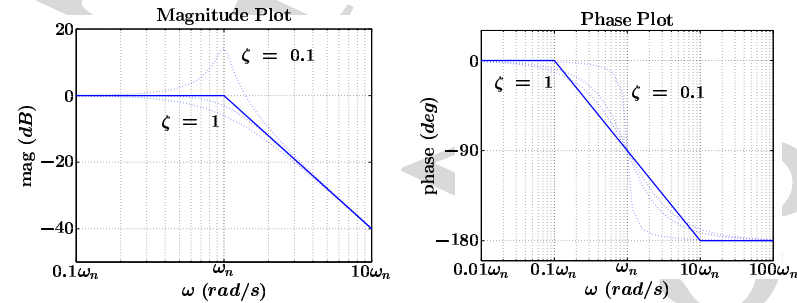 Magnitude Plot
20
0
−20
−40
mag (dB)
ζ = 0.1
ζ = 1
0.1ωn
ωn
10ωn
ω (rad/s)
Phase Plot
0
−90
−180
phase (deg)
ζ = 1
ζ = 0.1
0.01ωn
0.1ωn
ωn
10ωn
100ωn
ω (rad/s)